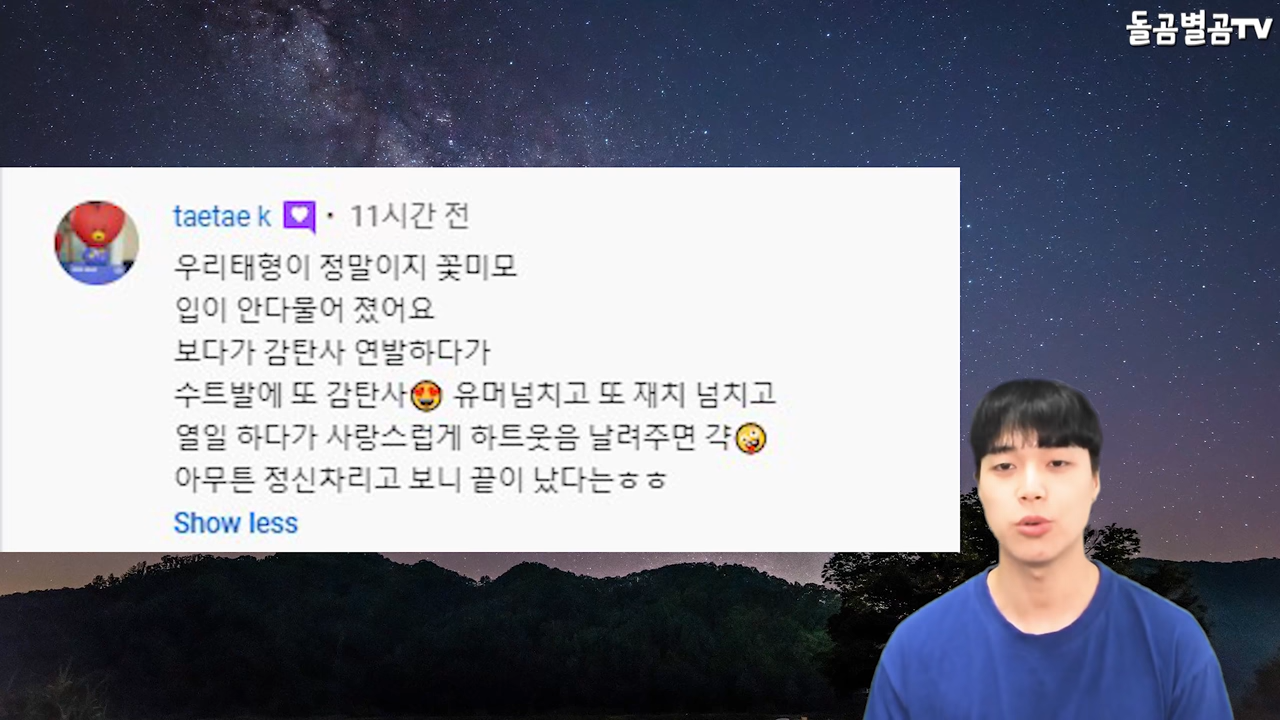 돌곰별곰TV
taetae k • 11시간 전
우리태형이 정말이지 꽃미모
입이 안다물어 졌어요
보다가 감탄사 연발하다가
수트발에 또 감탄사😍 유머넘치고 또 재치 넘치고
열일 하다가 사랑스럽게 하트웃음 날려주면 갹🤪
아무튼 정신차리고 보니 끝이 났다는ㅎㅎ
Show less